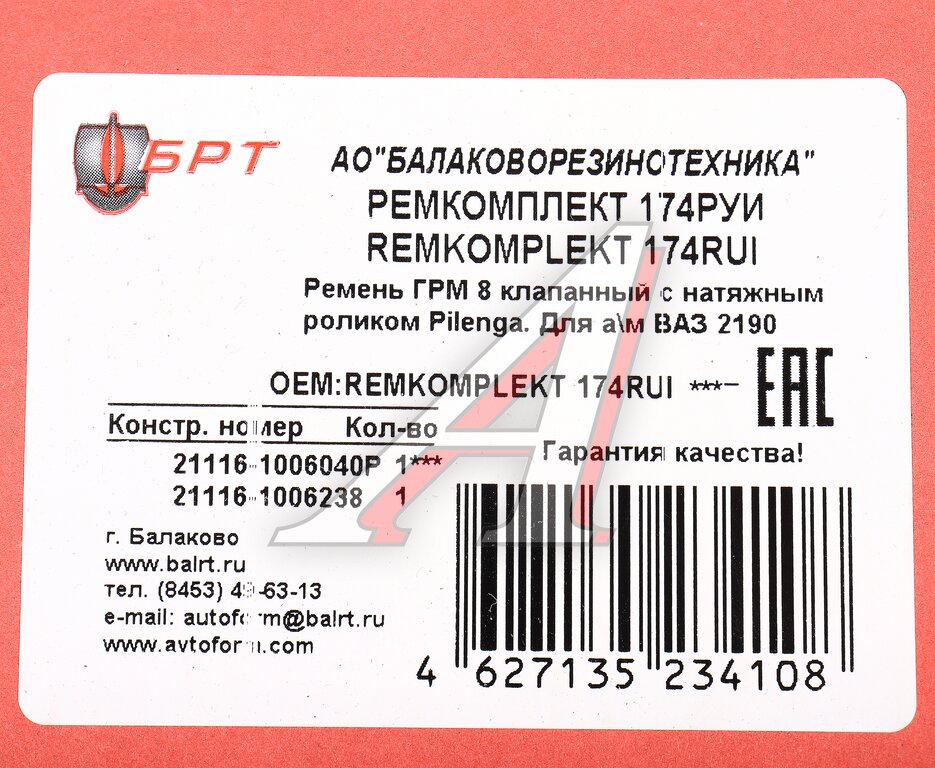 БРТ
АО"БАЛАКОВОРЕЗИНОТЕХНИКА"
РЕМКОМПЛЕКТ 174РУИ
REMKOMPLEKT 174RUI
Ремень ГРМ 8 клапанный с натяжным
роликом Pilenga. Для а\м ВАЗ 2190
OEM:REMKOMPLEKT 174RUI ***-
EAC
Констр. номер Кол-во
21116-1006040Р 1***
21116-1006238 1
Гарантия качества!
г. Балаково
www.balrt.ru
тел. (8453) 49-63-13
e-mail: autoform@balrt.ru
www.avtoform.com
4 627135 234108